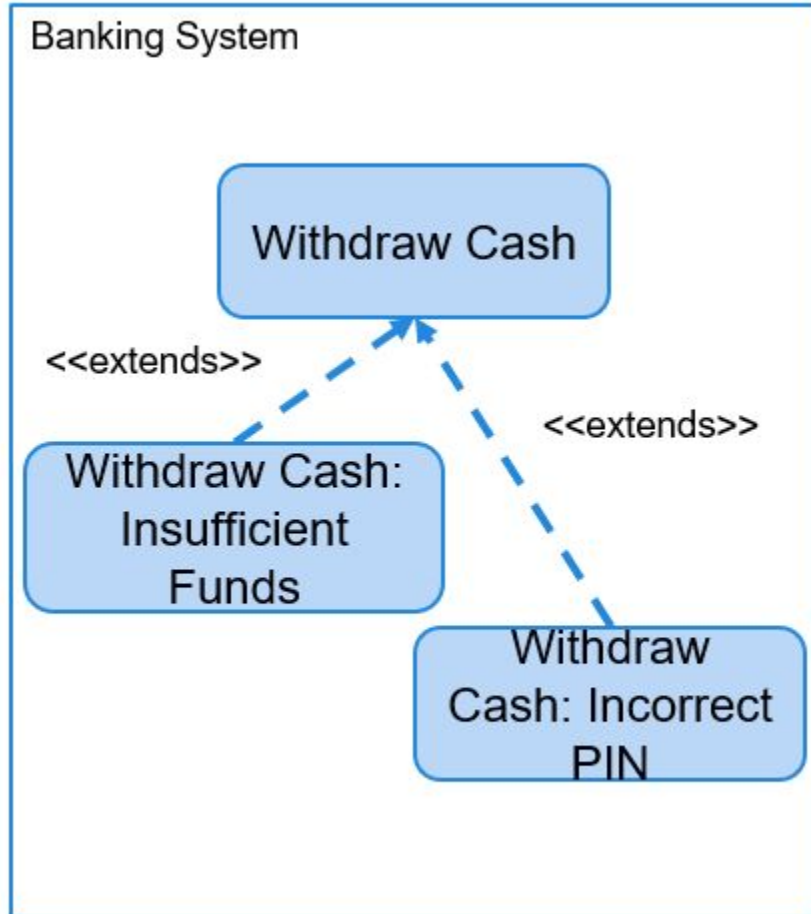 Banking System
Withdraw Cash
<<extends>>
<<extends>>
Withdraw Cash:
Insufficient
Funds
Withdraw
Cash: Incorrect
PIN